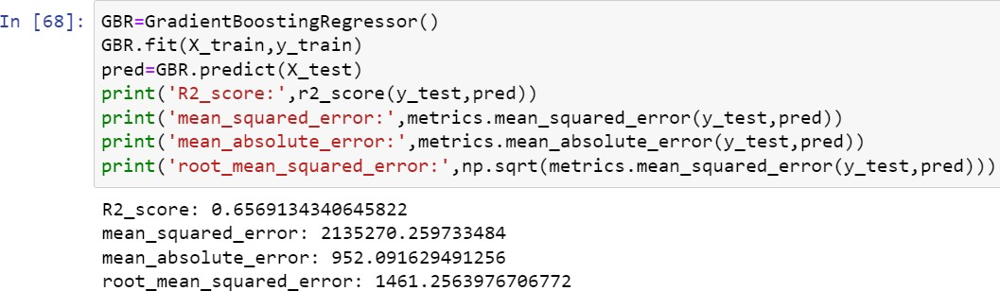 In [68]: GBR=GradientBoostingRegressor()
GBR.fit(X_train,y_train)
pred=GBR.predict(X_test)
print('R2_score:',r2_score(y_test,pred))
print('mean_squared_error:',metrics.mean_squared_error(y_test,pred))
print('mean_absolute_error:',metrics.mean_absolute_error(y_test,pred))
print('root_mean_squared_error:',np.sqrt(metrics.mean_squared_error(y_test,pred)))
R2_score: 0.6569134340645822
mean_squared_error: 2135270.259733484
mean_absolute_error: 952.091629491256
root_mean_squared_error: 1461.2563976706772